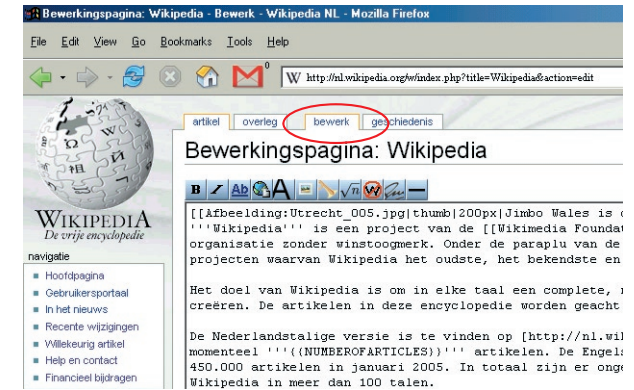 Bewerkingspagina: Wikipedia - Bewerk - Wikipedia NL - Mozilla Firefox
File Edit View Go Bookmarks Tools Help
0
W http://nl.wikipedia.org/w/index.php?title=Wikipedia&action=edit
artikel overleg bewerk geschiedenis
Bewerkingspagina: Wikipedia
B I Ab A √n W
WIKIPEDIA
De vrije encyclopedie
navigatie
Hoofdpagina
Gebruikersportaal
In het nieuws
Recente wijzigingen
Willekeurig artikel
Help en contact
Financieel bijdragen
[[Afbeelding:Utrecht_005.jpg|thumb|200px|Jimbo Wales is
'''Wikipedia''' is een project van de [[Wikimedia
organisatie zonder winstoogmerk. Onder de paraplu van de
projecten waarvan Wikipedia het oudste, het bekendste en
Het doel van Wikipedia is om in elke taal een complete,
creëren. De artikelen in deze encyclopedie worden geacht
De Nederlandstalige versie is te vinden op [http://nl.wi
momenteel '''((NUMBEROFARTICLES))''' artikelen. De Engels
450.000 artikelen in januari 2005. In totaal zijn er
Wikipedia in meer dan 100 talen.